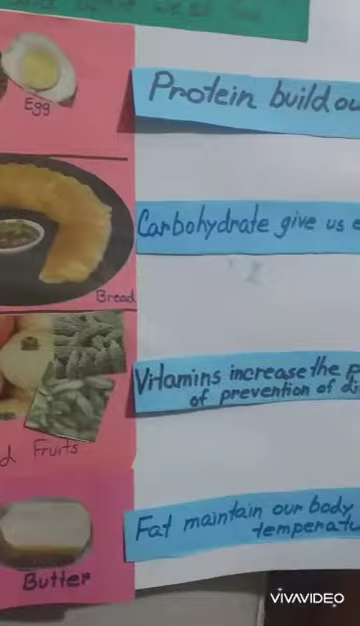 Egg
Protein build ou
Bread
Carbohydrate give us e
Vitamins increase the p
of prevention of di
d Fruits
Fat maintain our body
temperatu
Butter
VIVAVIDEO